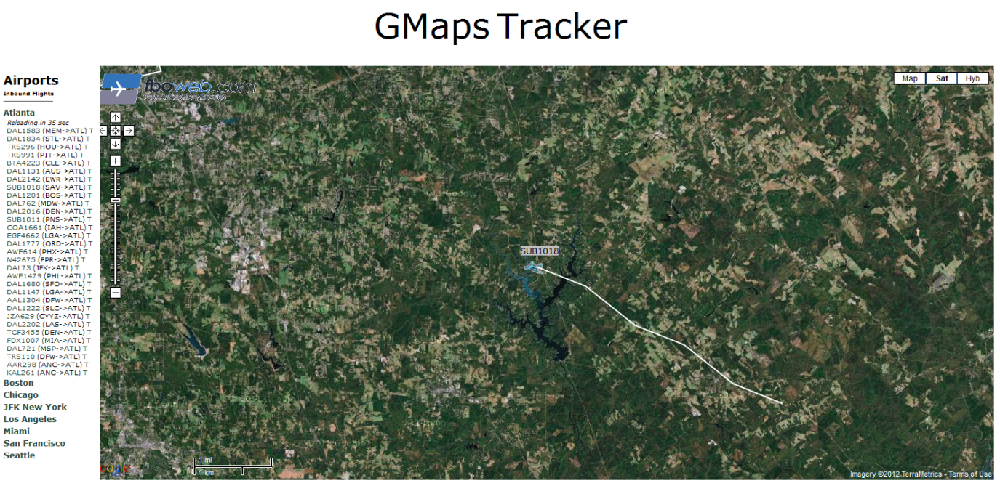 GMaps Tracker
Airports
Inbound Flights
Atlanta
Reloading in 35 sec
DAL1583 (MEM->ATL) T
DAL1834 (STL->ATL) T
TRS296 (HOU->ATL) T
TRS991 (PIT->ATL) T
BTA4223 (CLE->ATL) T
DAL1131 (AUS->ATL) T
DAL2142 (EWR->ATL) T
SUB1018 (SAV->ATL) T
DAL1201 (BOS->ATL) T
DAL762 (MDW->ATL) T
DAL2016 (DEN->ATL) T
SUB1011 (PNS->ATL) T
COA1661 (IAH->ATL) T
EGF4662 (LGA->ATL) T
DAL1777 (ORD->ATL) T
AWE614 (PHX->ATL) T
N42675 (FPR->ATL) T
DAL73 (JFK->ATL) T
AWE1479 (PHL->ATL) T
DAL1680 (SFO->ATL) T
DAL1147 (LGA->ATL) T
AAL1304 (DFW->ATL) T
DAL1222 (SLC->ATL) T
JZA629 (CYYZ->ATL) T
DAL2202 (LAS->ATL) T
TCF3455 (DEN->ATL) T
FDX1007 (MIA->ATL) T
DAL721 (MSP->ATL) T
TRS110 (DFW->ATL) T
AAR298 (ANC->ATL) T
KAL261 (ANC->ATL) T
Boston
Chicago
JFK New York
Los Angeles
Miami
San Francisco
Seattle
fboweb.com
Map Sat Hyb
SUB1018
1 mi
1 km
Imagery ©2012 TerraMetrics - Terms of Use